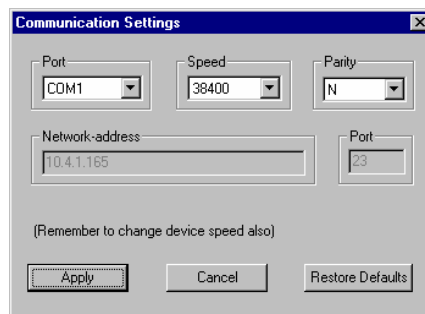 Communication Settings
Port Speed Parity
COM1 38400 N
Network-address Port
10.4.1.165 23
(Remember to change device speed also)
Apply Cancel Restore Defaults